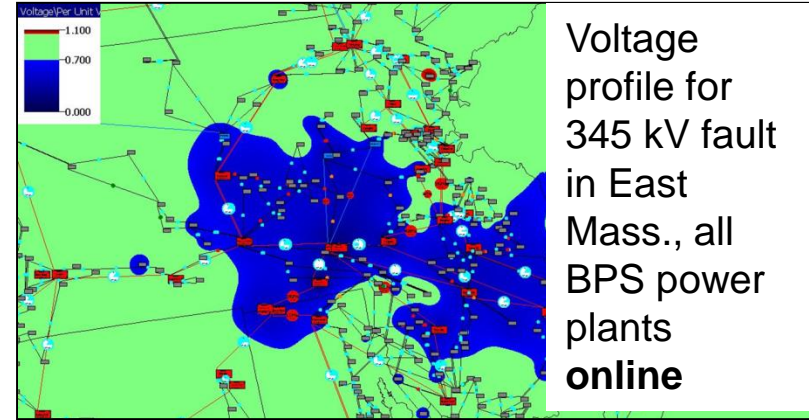 Voltage\Per Unit V
1.100
0.700
0.000
Voltage
profile for
345 kV fault
in East
Mass., all
BPS power
plants
online